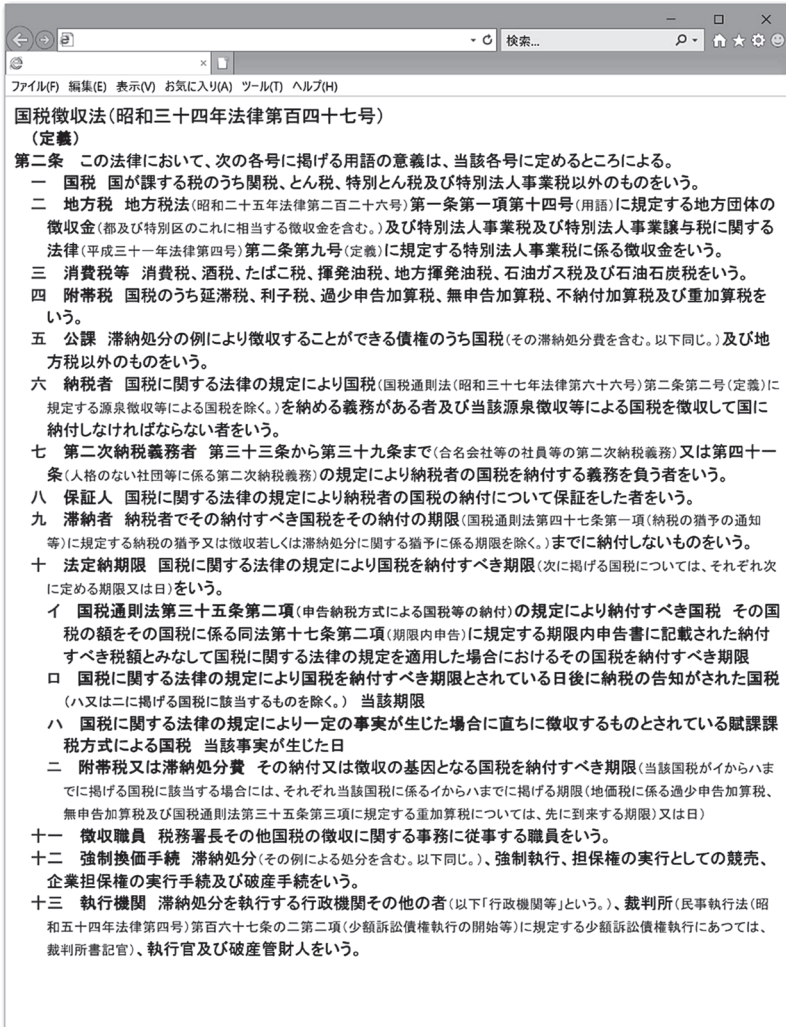 検索...
ファイル(F) 編集(E) 表示(V) お気に入り(A) ツール(T) ヘルプ(H)
国税徴収法(昭和三十四年法律第百四十七号)
(定義)
第二条 この法律において、次の各号に掲げる用語の意義は、当該各号に定めるところによる。
一 国税 国が課する税のうち関税、とん税、特別とん税及び特別法人事業税以外のものをいう。
二 地方税 地方税法(昭和二十五年法律第二百二十六号)第一条第一項第十四号(用語)に規定する地方団体の
徴収金(都及び特別区のこれに相当する徴収金を含む。)及び特別法人事業税及び特別法人事業譲与税に関する
法律(平成三十一年法律第四号)第二条第九号(定義)に規定する特別法人事業税に係る徴収金をいう。
三 消費税等 消費税、酒税、たばこ税、揮発油税、地方揮発油税、石油ガス税及び石油石炭税をいう。
四 附帯税 国税のうち延滞税、利子税、過少申告加算税、無申告加算税、不納付加算税及び重加算税を
いう。
五 公課 滞納処分の例により徴収することができる債権のうち国税(その滞納処分費を含む。以下同じ。)及び地
方税以外のものをいう。
六 納税者 国税に関する法律の規定により国税(国税通則法(昭和三十七年法律第六十六号)第二条第二号(定義)に
規定する源泉徴収等による国税を除く。)を納める義務がある者及び当該源泉徴収等による国税を徴収して国に
納付しなければならない者をいう。
七 第二次納税義務者 第三十三条から第三十九条まで(合名会社等の社員等の第二次納税義務)又は第四十一
条(人格のない社団等に係る第二次納税義務)の規定により納税者の国税を納付する義務を負う者をいう。
八 保証人 国税に関する法律の規定により納税者の国税の納付について保証をした者をいう。
九 滞納者 納税者でその納付すべき国税をその納付の期限(国税通則法第四十七条第一項(納税の猶予の通知
等)に規定する納税の猶予又は徴収若しくは滞納処分に関する猶予に係る期限を除く。)までに納付しないものをいう。
十 法定納期限 国税に関する法律の規定により国税を納付すべき期限(次に掲げる国税については、それぞれ次
に定める期限又は日)をいう。
イ 国税通則法第三十五条第二項(申告納税方式による国税等の納付)の規定により納付すべき国税 その国
税の額をその国税に係る同法第十七条第二項(期限内申告)に規定する期限内申告書に記載された納付
すべき税額とみなして国税に関する法律の規定を適用した場合におけるその国税を納付すべき期限
ロ 国税に関する法律の規定により国税を納付すべき期限とされている日後に納税の告知がされた国税
(ハ又はニに掲げる国税に該当するものを除く。) 当該期限
ハ 国税に関する法律の規定により一定の事実が生じた場合に直ちに徴収するものとされている賦課課
税方式による国税 当該事実が生じた日
ニ 附帯税又は滞納処分費 その納付又は徴収の基因となる国税を納付すべき期限(当該国税がイからハま
でに掲げる国税に該当する場合には、それぞれ当該国税に係るイからハまでに掲げる期限(地価税に係る過少申告加算税、
無申告加算税及び国税通則法第三十五条第三項に規定する重加算税については、先に到来する期限)又は日)
十一 徴収職員 税務署長その他国税の徴収に関する事務に従事する職員をいう。
十二 強制換価手続 滞納処分(その例による処分を含む。以下同じ。)、強制執行、担保権の実行としての競売、
企業担保権の実行手続及び破産手続をいう。
十三 執行機関 滞納処分を執行する行政機関その他の者(以下「行政機関等」という。)、裁判所(民事執行法(昭
和五十四年法律第四号)第百六十七条の二第二項(少額訴訟債権執行の開始等)に規定する少額訴訟債権執行にあつては、
裁判所書記官)、執行官及び破産管財人をいう。